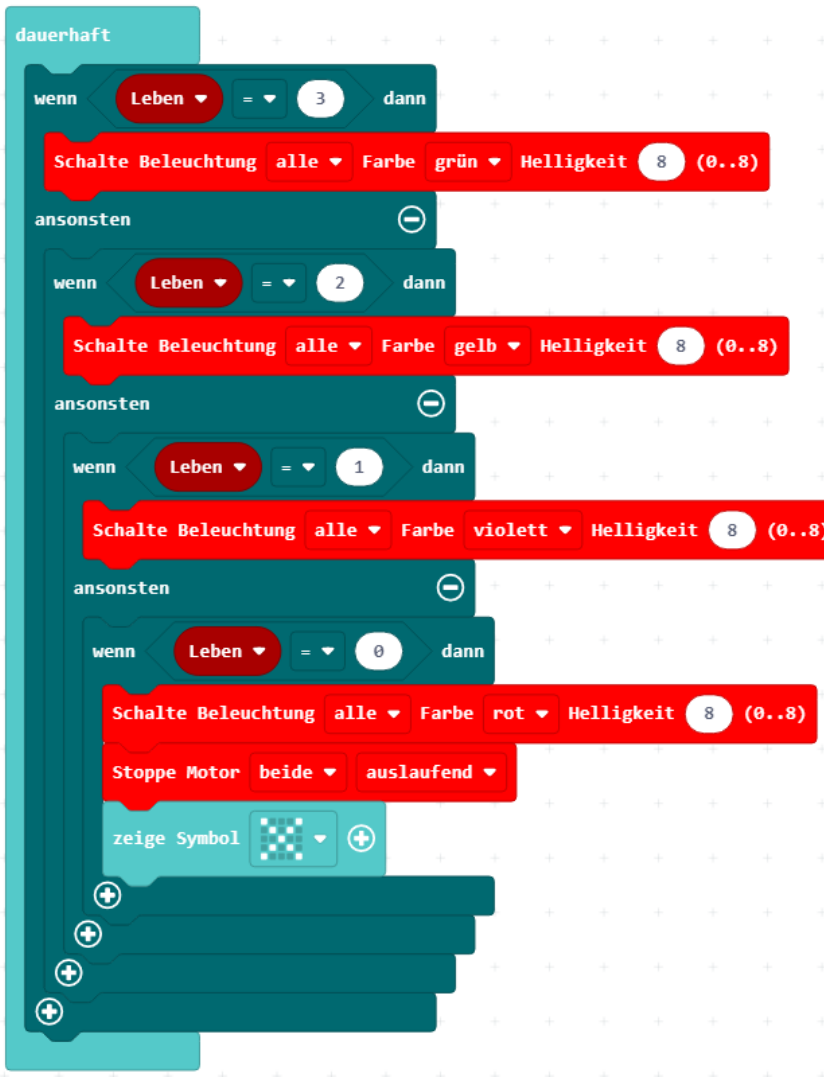 dauerhaft
wenn Leben = 3 dann
Schalte Beleuchtung alle Farbe grün Helligkeit 8 (0..8)
ansonsten
wenn Leben = 2 dann
Schalte Beleuchtung alle Farbe gelb Helligkeit 8 (0..8)
ansonsten
wenn Leben = 1 dann
Schalte Beleuchtung alle Farbe violett Helligkeit 8 (0..8)
ansonsten
wenn Leben = 0 dann
Schalte Beleuchtung alle Farbe rot Helligkeit 8 (0..8)
Stoppe Motor beide auslaufend
zeige Symbol